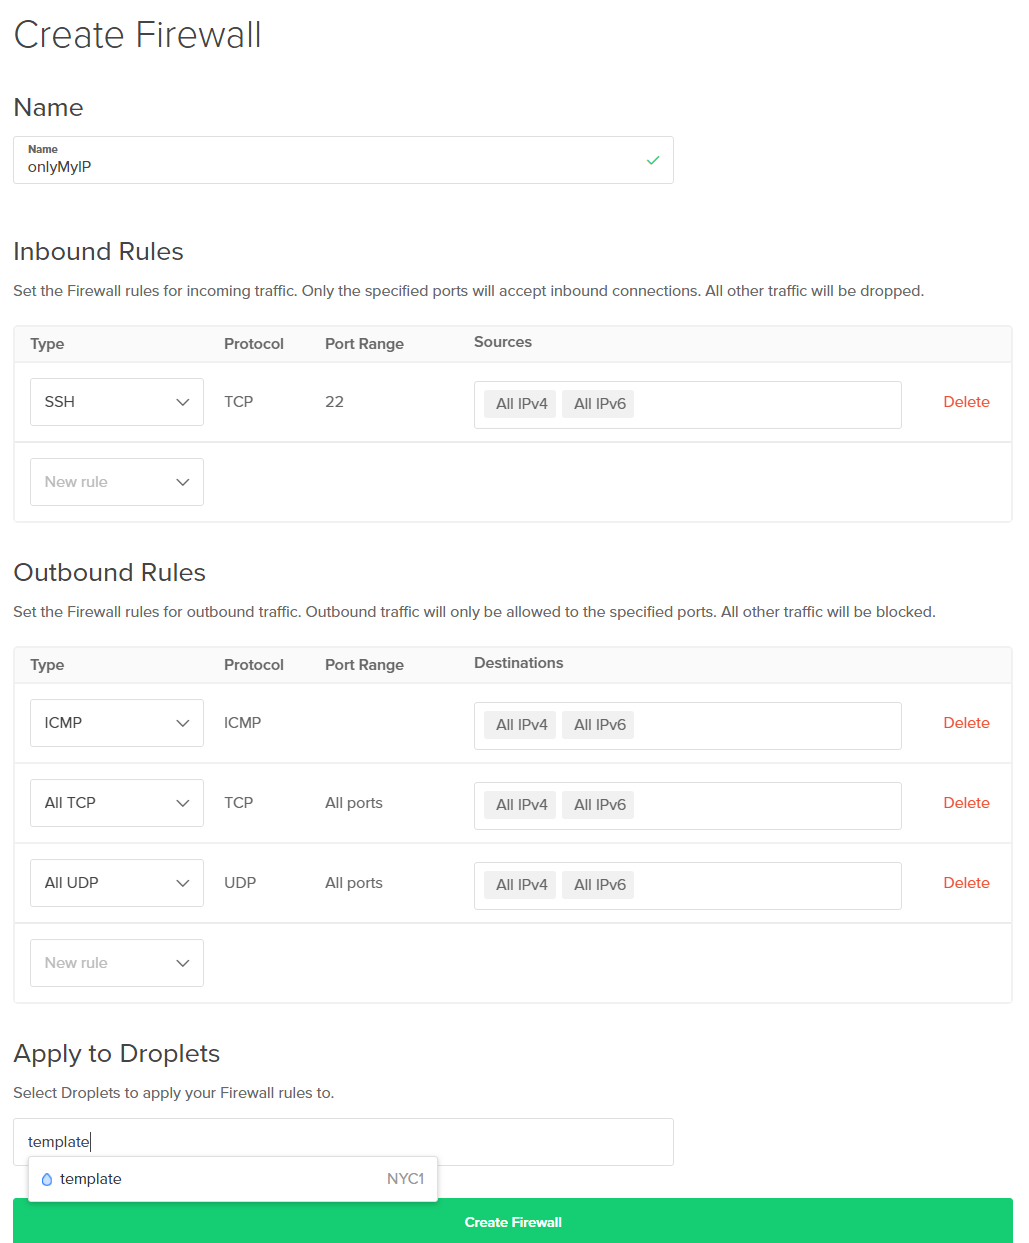 Create Firewall
Name
Name
onlyMyIP
Inbound Rules
Set the Firewall rules for incoming traffic. Only the specified ports will accept inbound connections. All other traffic will be dropped.
Type Protocol Port Range Sources
SSH TCP 22 All IPv4 All IPv6 Delete
New rule
Outbound Rules
Set the Firewall rules for outbound traffic. Outbound traffic will only be allowed to the specified ports. All other traffic will be blocked.
Type Protocol Port Range Destinations
ICMP ICMP All IPv4 All IPv6 Delete
All TCP TCP All ports All IPv4 All IPv6 Delete
All UDP UDP All ports All IPv4 All IPv6 Delete
New rule
Apply to Droplets
Select Droplets to apply your Firewall rules to.
template
template NYC1
Create Firewall